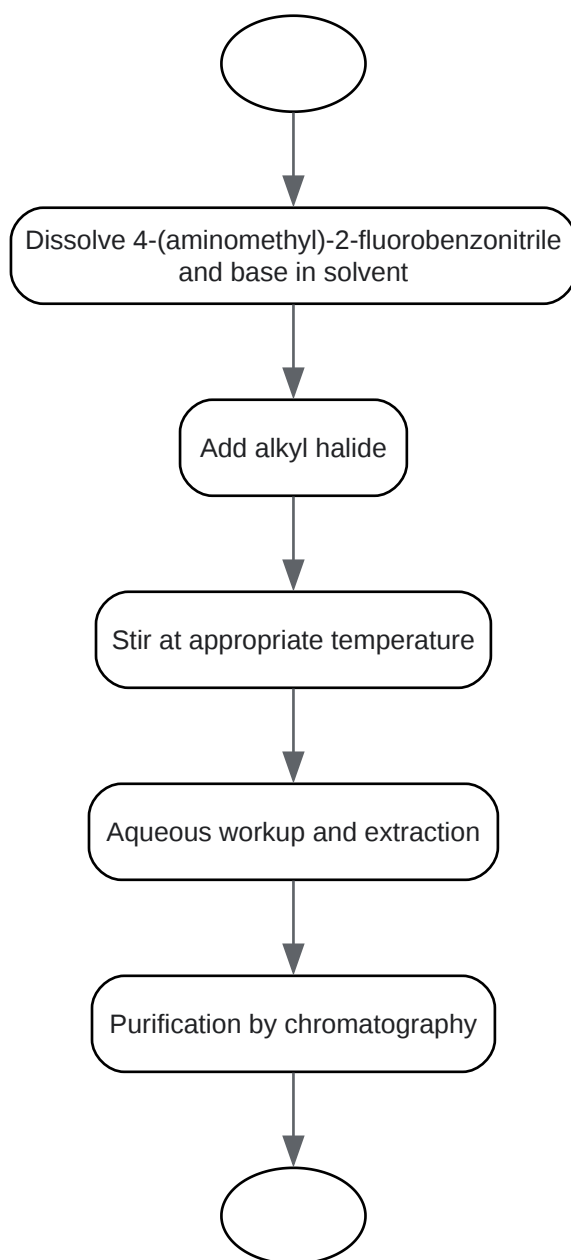 Dissolve 4-(aminomethyl)-2-fluorobenzonitrile
and base in solvent
Add alkyl halide
Stir at appropriate temperature
Aqueous workup and extraction
Purification by chromatography